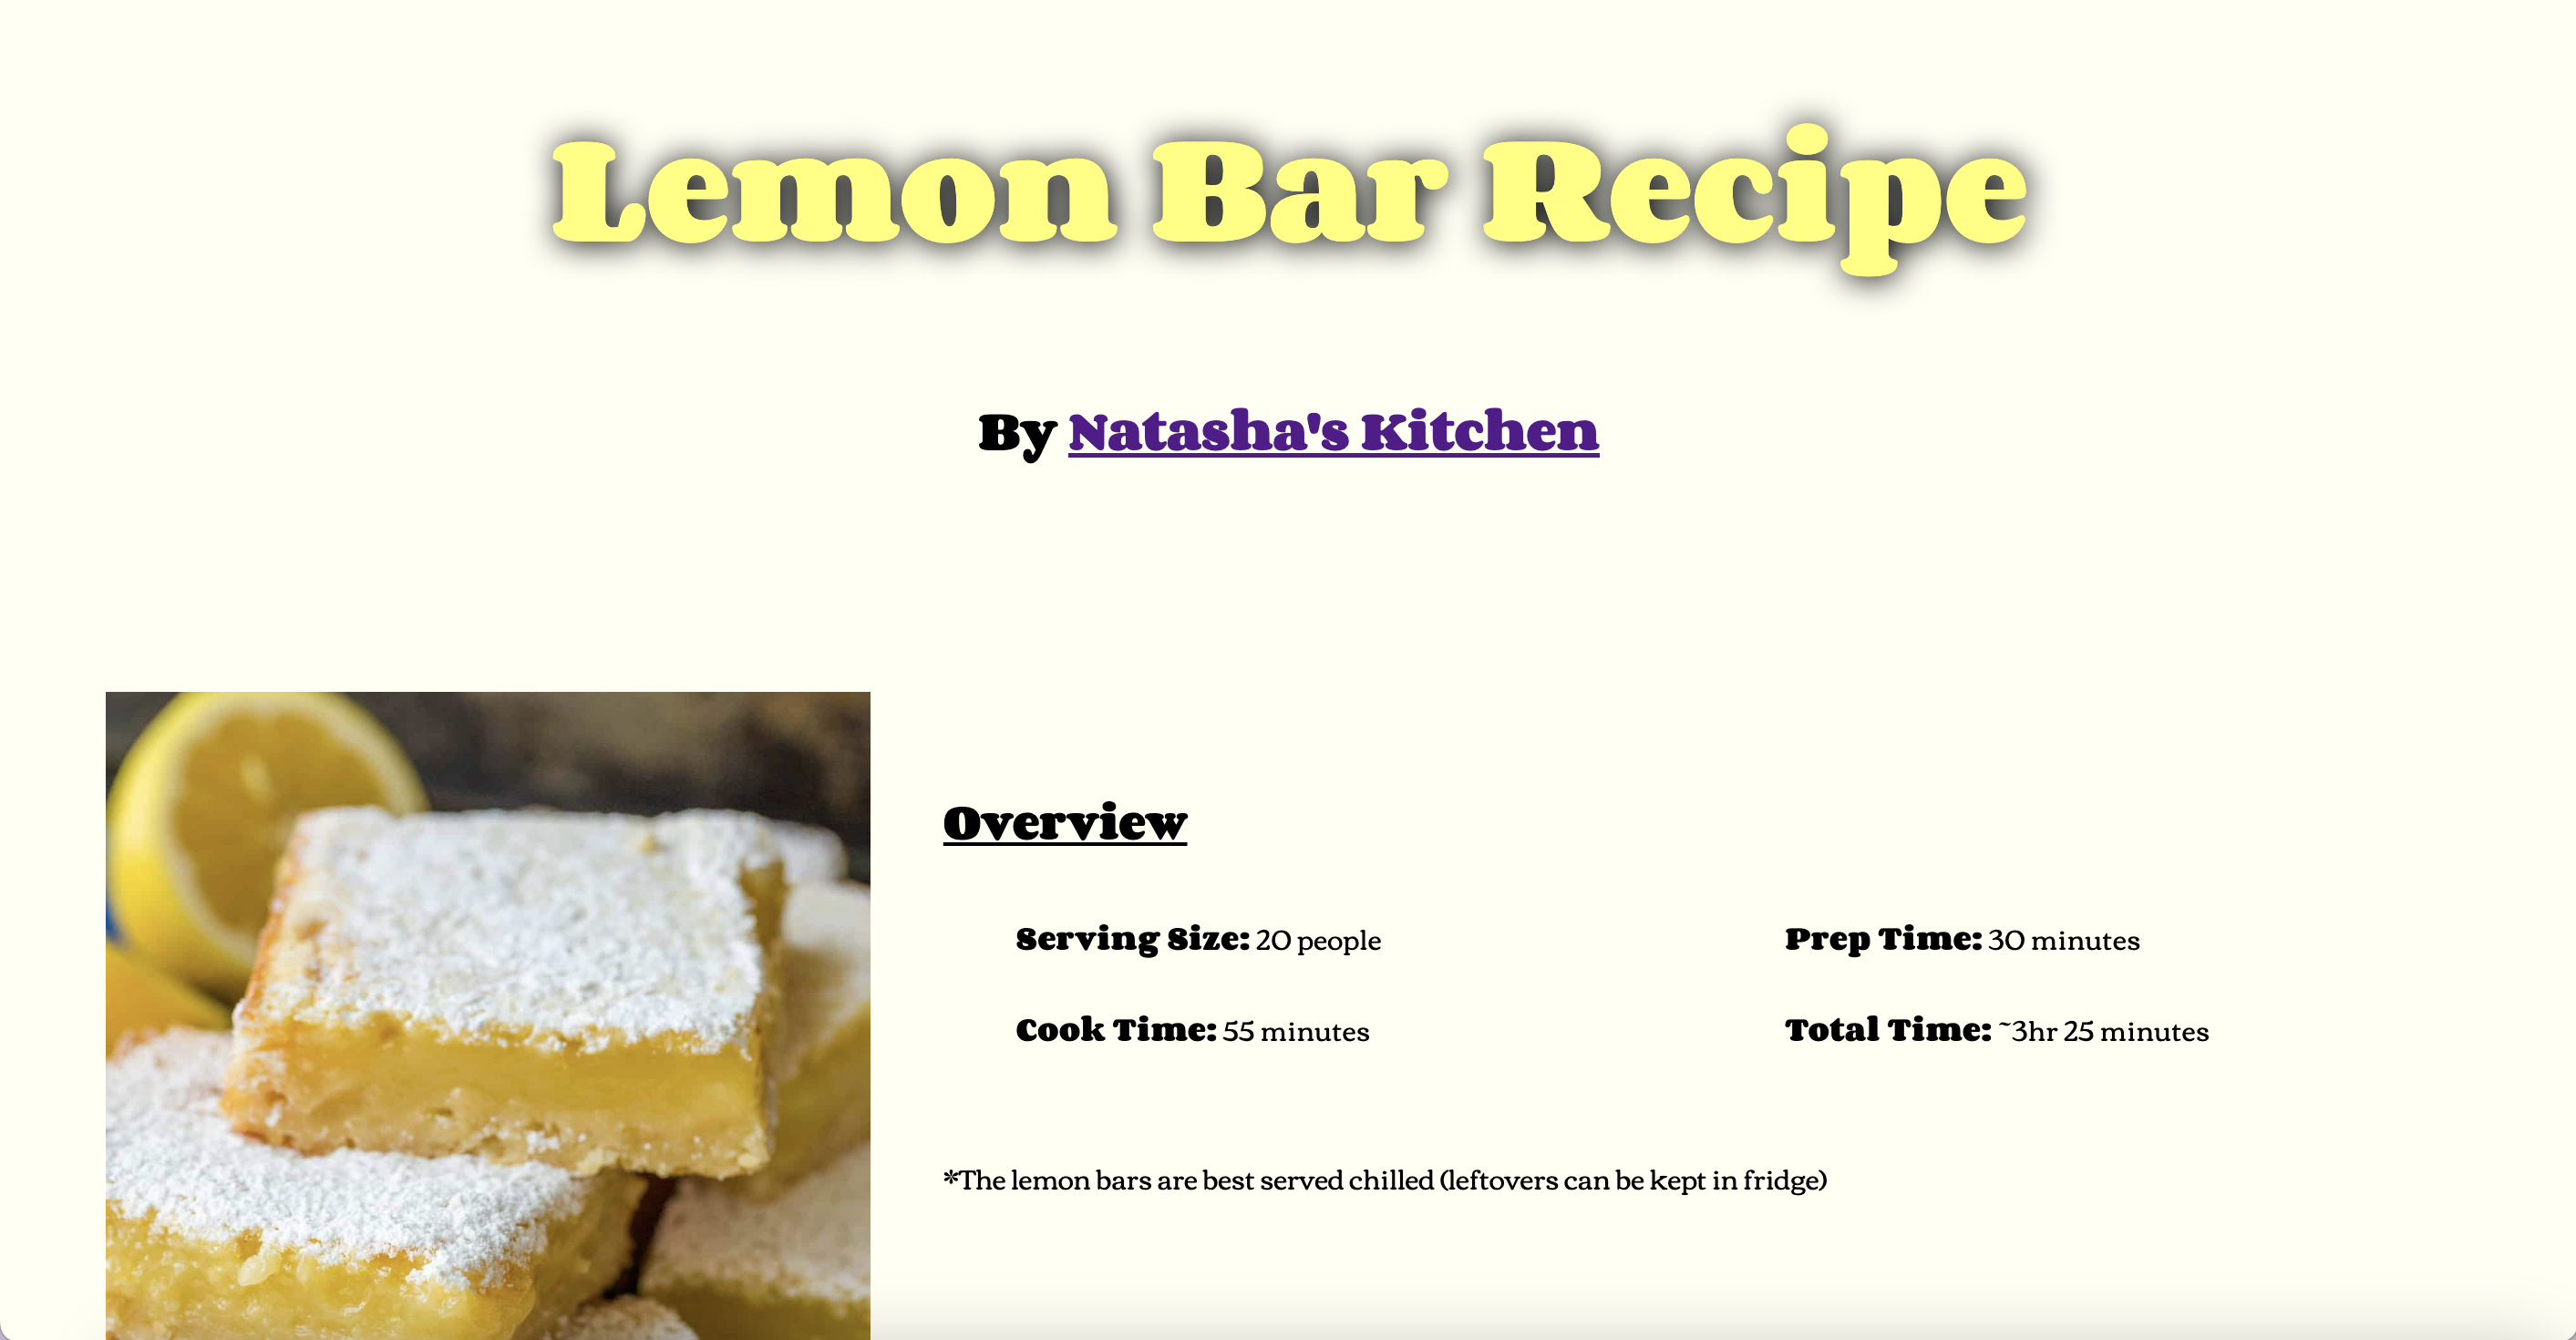 Lemon Bar Recipe
By Natasha's Kitchen
Overview
Serving Size: 20 people
Prep Time: 30 minutes
Cook Time: 55 minutes
Total Time: ~3hr 25 minutes
*The lemon bars are best served chilled (leftovers can be kept in fridge)